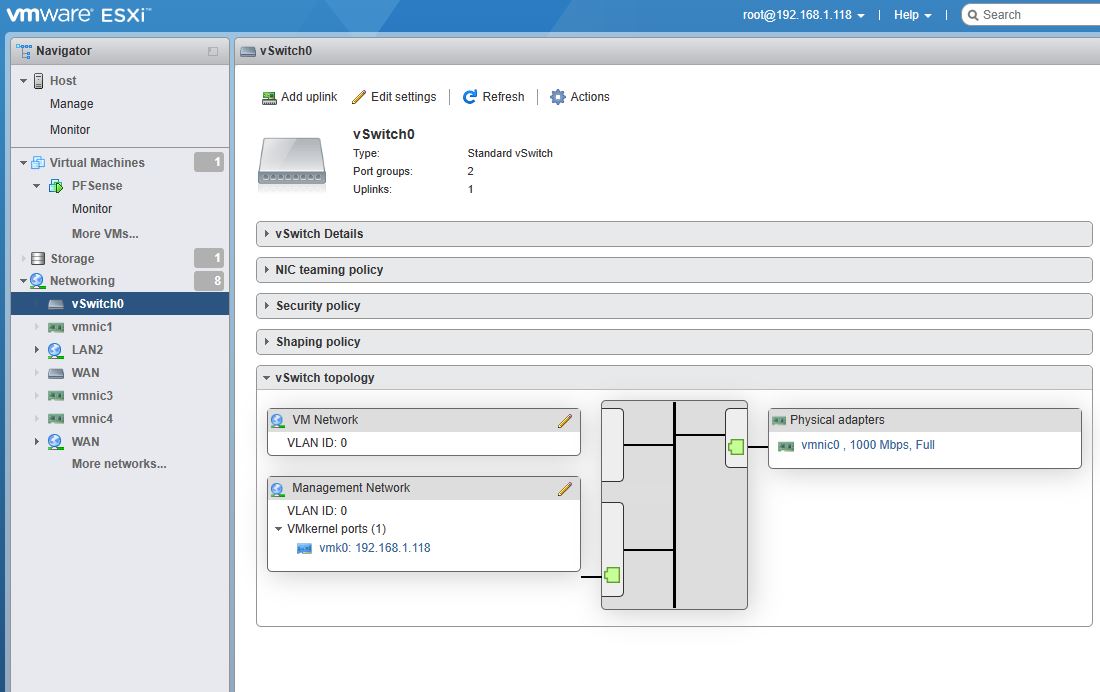 vmware ESXi™
root@192.168.1.118 | Help | Search
Navigator
Host
Manage
Monitor
Virtual Machines 1
PFSense
Monitor
More VMs...
Storage 1
Networking 8
vSwitch0
vmnic1
LAN2
WAN
vmnic3
vmnic4
WAN
More networks...
vSwitch0
Add uplink Edit settings | Refresh | Actions
vSwitch0
Type: Standard vSwitch
Port groups: 2
Uplinks: 1
vSwitch Details
NIC teaming policy
Security policy
Shaping policy
vSwitch topology
VM Network
VLAN ID: 0
Management Network
VLAN ID: 0
VMkernel ports (1)
vmk0: 192.168.1.118
Physical adapters
vmnic0 , 1000 Mbps, Full